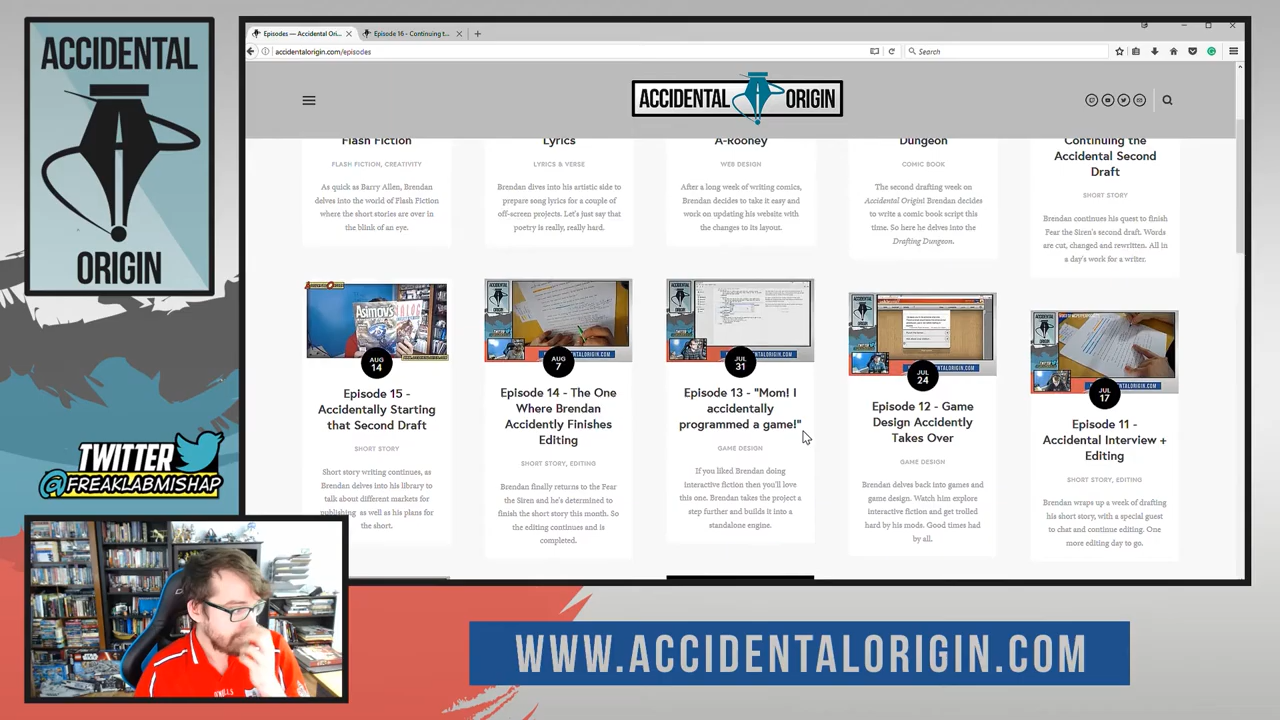 ACCIDENTAL
ORIGIN
TWITTER
@FREAKLABMISHAP
Episodes — Accidental Ori...
Episode 16 - Continuing t...
accidentalorigin.com/episodes
Search
ACCIDENTAL ORIGIN
Flash Fiction
FLASH FICTION, CREATIVITY
As quick as Barry Allen, Brendan
delves into the world of Flash Fiction
where the short stories are over in
the blink of an eye.
Lyrics
LYRICS & VERSE
Brendan dives into his artistic side to
prepare song lyrics for a couple of
off-screen projects. Let's just say that
poetry is really, really hard.
A-Rooney
WEB DESIGN
After a long week of writing comics,
Brendan decides to take it easy and
work on updating his website with
the changes to its layout.
Dungeon
COMIC BOOK
The second drafting week on
Accidental Origin! Brendan decides
to write a comic book script this
time. So here he delves into the
Drafting Dungeon.
Continuing the
Accidental Second
Draft
SHORT STORY
Brendan continues his quest to finish
Fear the Siren's second draft. Words
are cut, changed and rewritten. All in
a day's work for a writer.
Asimov's
AUG
14
Episode 15 -
Accidentally Starting
that Second Draft
SHORT STORY
Short story writing continues, as
Brendan delves into his library to
talk about different markets for
publishing as well as his plans for
the short.
AUG
7
Episode 14 - The One
Where Brendan
Accidently Finishes
Editing
SHORT STORY, EDITING
Brendan finally returns to the Fear
the Siren and he's determined to
finish the short story this month. So
the editing continues and is
completed.
JUL
31
Episode 13 - "Mom! I
accidentally
programmed a game!"
GAME DESIGN
If you liked Brendan doing
interactive fiction then you'll love
this one. Brendan takes the project a
step further and builds it into a
standalone engine.
JUL
24
Episode 12 - Game
Design Accidently
Takes Over
GAME DESIGN
Brendan delves back into games and
game design. Watch him explore
interactive fiction and get trolled
hard by his mods. Good times had
by all.
JUL
17
Episode 11 -
Accidental Interview +
Editing
SHORT STORY, EDITING
Brendan wraps up a week of drafting
his short story, with a special guest
to chat and continue editing. One
more editing day to go.
WWW.ACCIDENTALORIGIN.COM